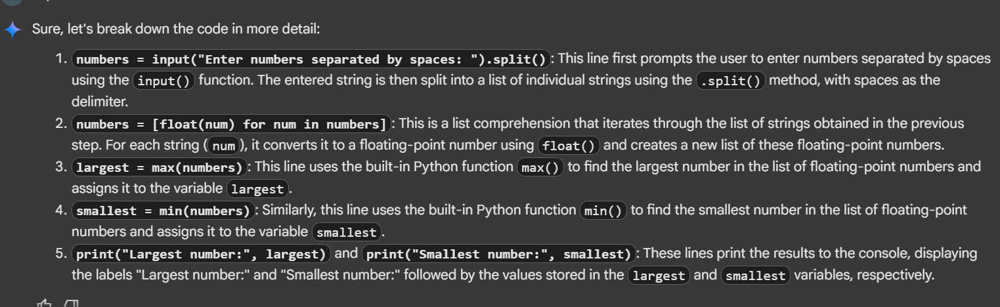 Sure, let's break down the code in more detail:
1. numbers = input("Enter numbers separated by spaces: ").split(): This line first prompts the user to enter numbers separated by spaces
using the input() function. The entered string is then split into a list of individual strings using the .split() method, with spaces as the
delimiter.
2. numbers = [float(num) for num in numbers]: This is a list comprehension that iterates through the list of strings obtained in the previous
step. For each string (num), it converts it to a floating-point number using float() and creates a new list of these floating-point numbers.
3. largest = max(numbers): This line uses the built-in Python function max() to find the largest number in the list of floating-point numbers and
assigns it to the variable largest.
4. smallest = min(numbers): Similarly, this line uses the built-in Python function min() to find the smallest number in the list of floating-point
numbers and assigns it to the variable smallest.
5. print("Largest number:", largest) and print("Smallest number:", smallest): These lines print the results to the console, displaying
the labels "Largest number:" and "Smallest number:" followed by the values stored in the largest and smallest variables, respectively.